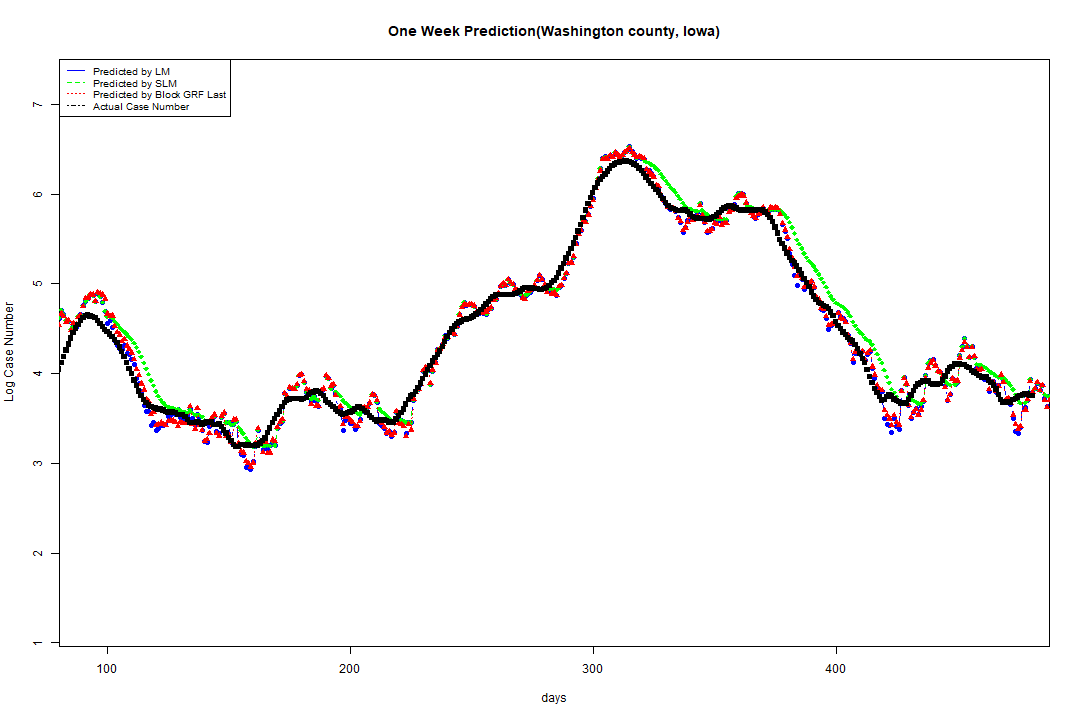 One Week Prediction(Washington county, Iowa)
Predicted by LM
Predicted by SLM
Predicted by Block GRF Last
Actual Case Number
7
6
5
4
3
2
1
Log Case Number
100 200 300 400
days